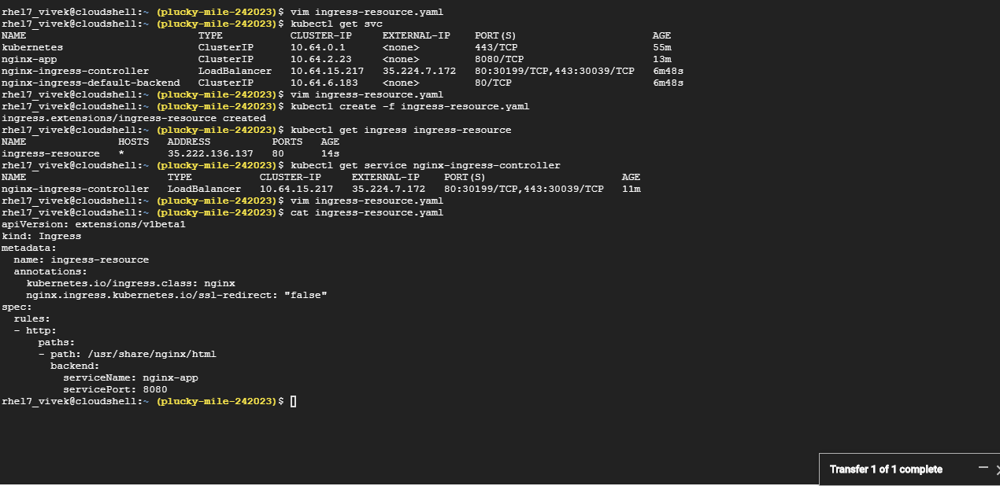 rhel7_vivek@cloudshell:~ (plucky-mile-242023)$ vim ingress-resource.yaml
rhel7_vivek@cloudshell:~ (plucky-mile-242023)$ kubectl get svc
NAME                            TYPE           CLUSTER-IP     EXTERNAL-IP    PORT(S)                      AGE
kubernetes                      ClusterIP      10.64.0.1      <none>         443/TCP                      55m
nginx-app                       ClusterIP      10.64.2.23     <none>         8080/TCP                     13m
nginx-ingress-controller        LoadBalancer   10.64.15.217   35.224.7.172   80:30199/TCP,443:30039/TCP   6m48s
nginx-ingress-default-backend   ClusterIP      10.64.6.183    <none>         80/TCP                       6m48s
rhel7_vivek@cloudshell:~ (plucky-mile-242023)$ vim ingress-resource.yaml
rhel7_vivek@cloudshell:~ (plucky-mile-242023)$ kubectl create -f ingress-resource.yaml
ingress.extensions/ingress-resource created
rhel7_vivek@cloudshell:~ (plucky-mile-242023)$ kubectl get ingress ingress-resource
NAME               HOSTS   ADDRESS          PORTS   AGE
ingress-resource   *       35.222.136.137   80      14s
rhel7_vivek@cloudshell:~ (plucky-mile-242023)$ kubectl get service nginx-ingress-controller
NAME                       TYPE           CLUSTER-IP     EXTERNAL-IP    PORT(S)                      AGE
nginx-ingress-controller   LoadBalancer   10.64.15.217   35.224.7.172   80:30199/TCP,443:30039/TCP   11m
rhel7_vivek@cloudshell:~ (plucky-mile-242023)$ vim ingress-resource.yaml
rhel7_vivek@cloudshell:~ (plucky-mile-242023)$ cat ingress-resource.yaml
apiVersion: extensions/v1beta1
kind: Ingress
metadata:
  name: ingress-resource
  annotations:
    kubernetes.io/ingress.class: nginx
    nginx.ingress.kubernetes.io/ssl-redirect: "false"
spec:
  rules:
  - http:
      paths:
      - path: /usr/share/nginx/html
        backend:
          serviceName: nginx-app
          servicePort: 8080
rhel7_vivek@cloudshell:~ (plucky-mile-242023)$
Transfer 1 of 1 complete